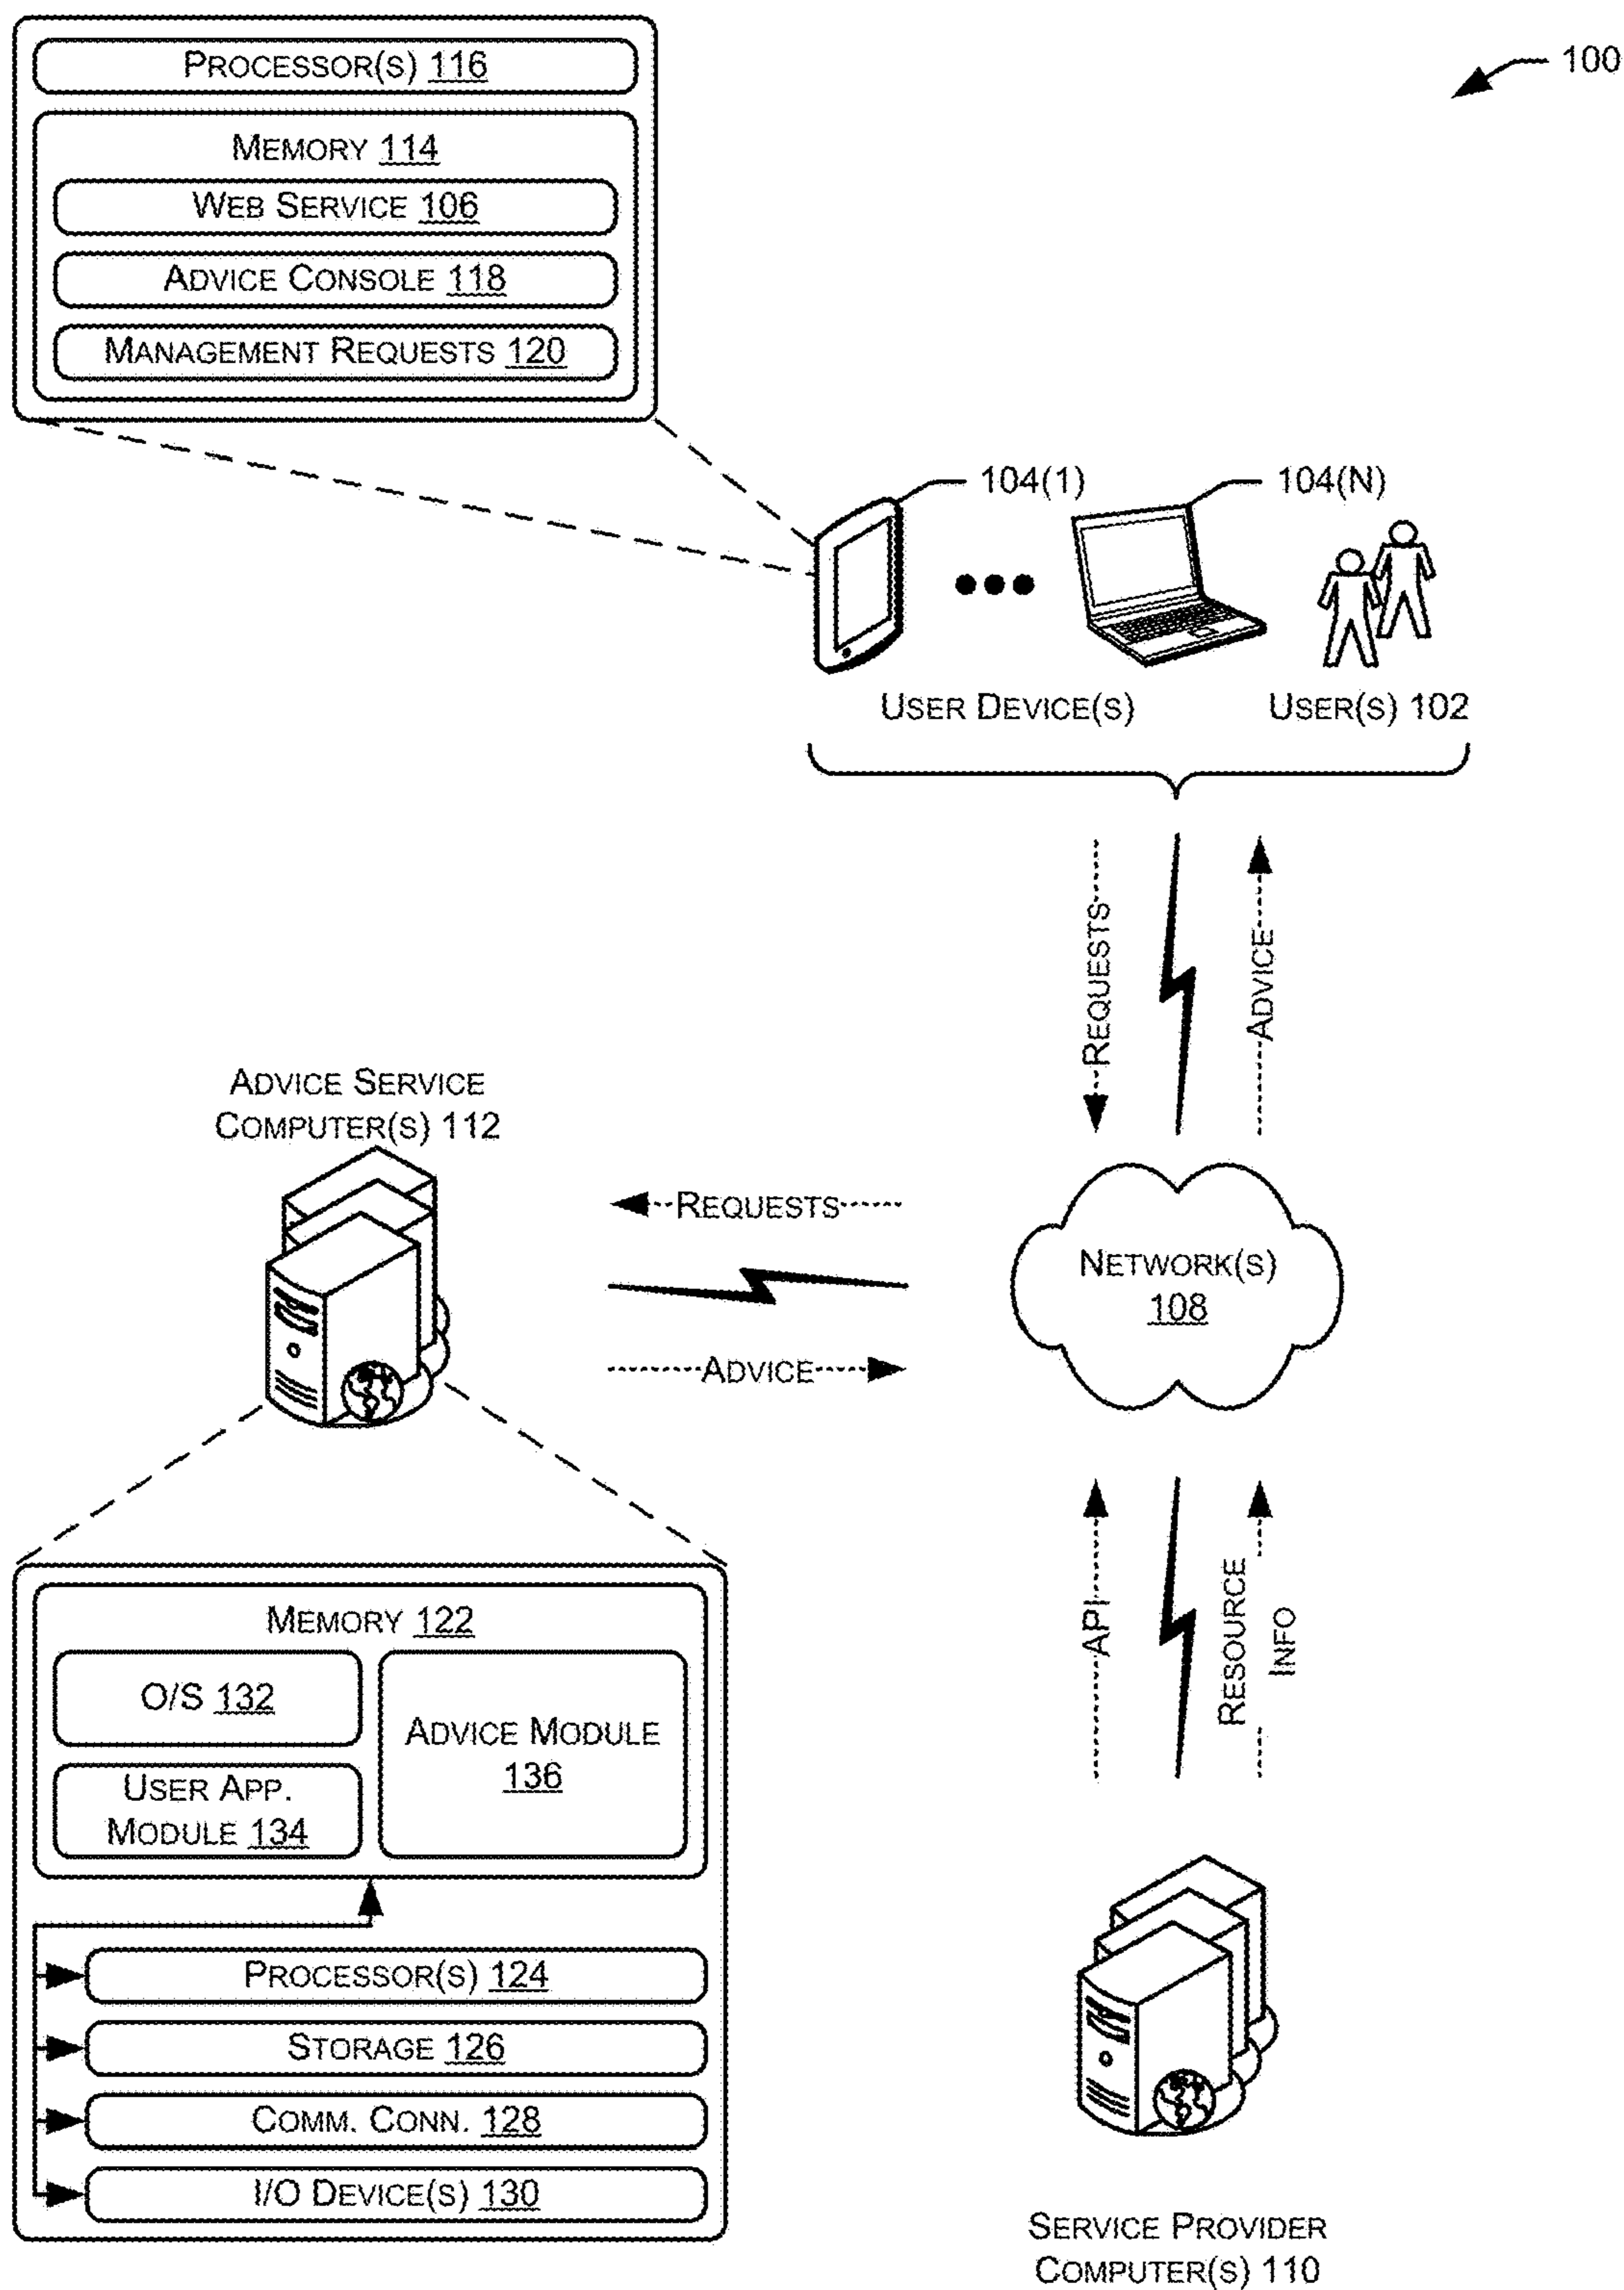 100
PROCESSOR(S) 116
MEMORY 114
WEB SERVICE 106
ADVICE CONSOLE 118
MANAGEMENT REQUESTS 120
104(1)
104(N)
USER DEVICE(S)
USER(S) 102
REQUESTS
ADVICE
ADVICE SERVICE
COMPUTER(S) 112
REQUESTS
ADVICE
NETWORK(S)
108
API
RESOURCE
INFO
MEMORY 122
O/S 132
USER APP.
MODULE 134
ADVICE MODULE
136
PROCESSOR(S) 124
STORAGE 126
COMM. CONN. 128
I/O DEVICE(S) 130
SERVICE PROVIDER
COMPUTER(S) 110